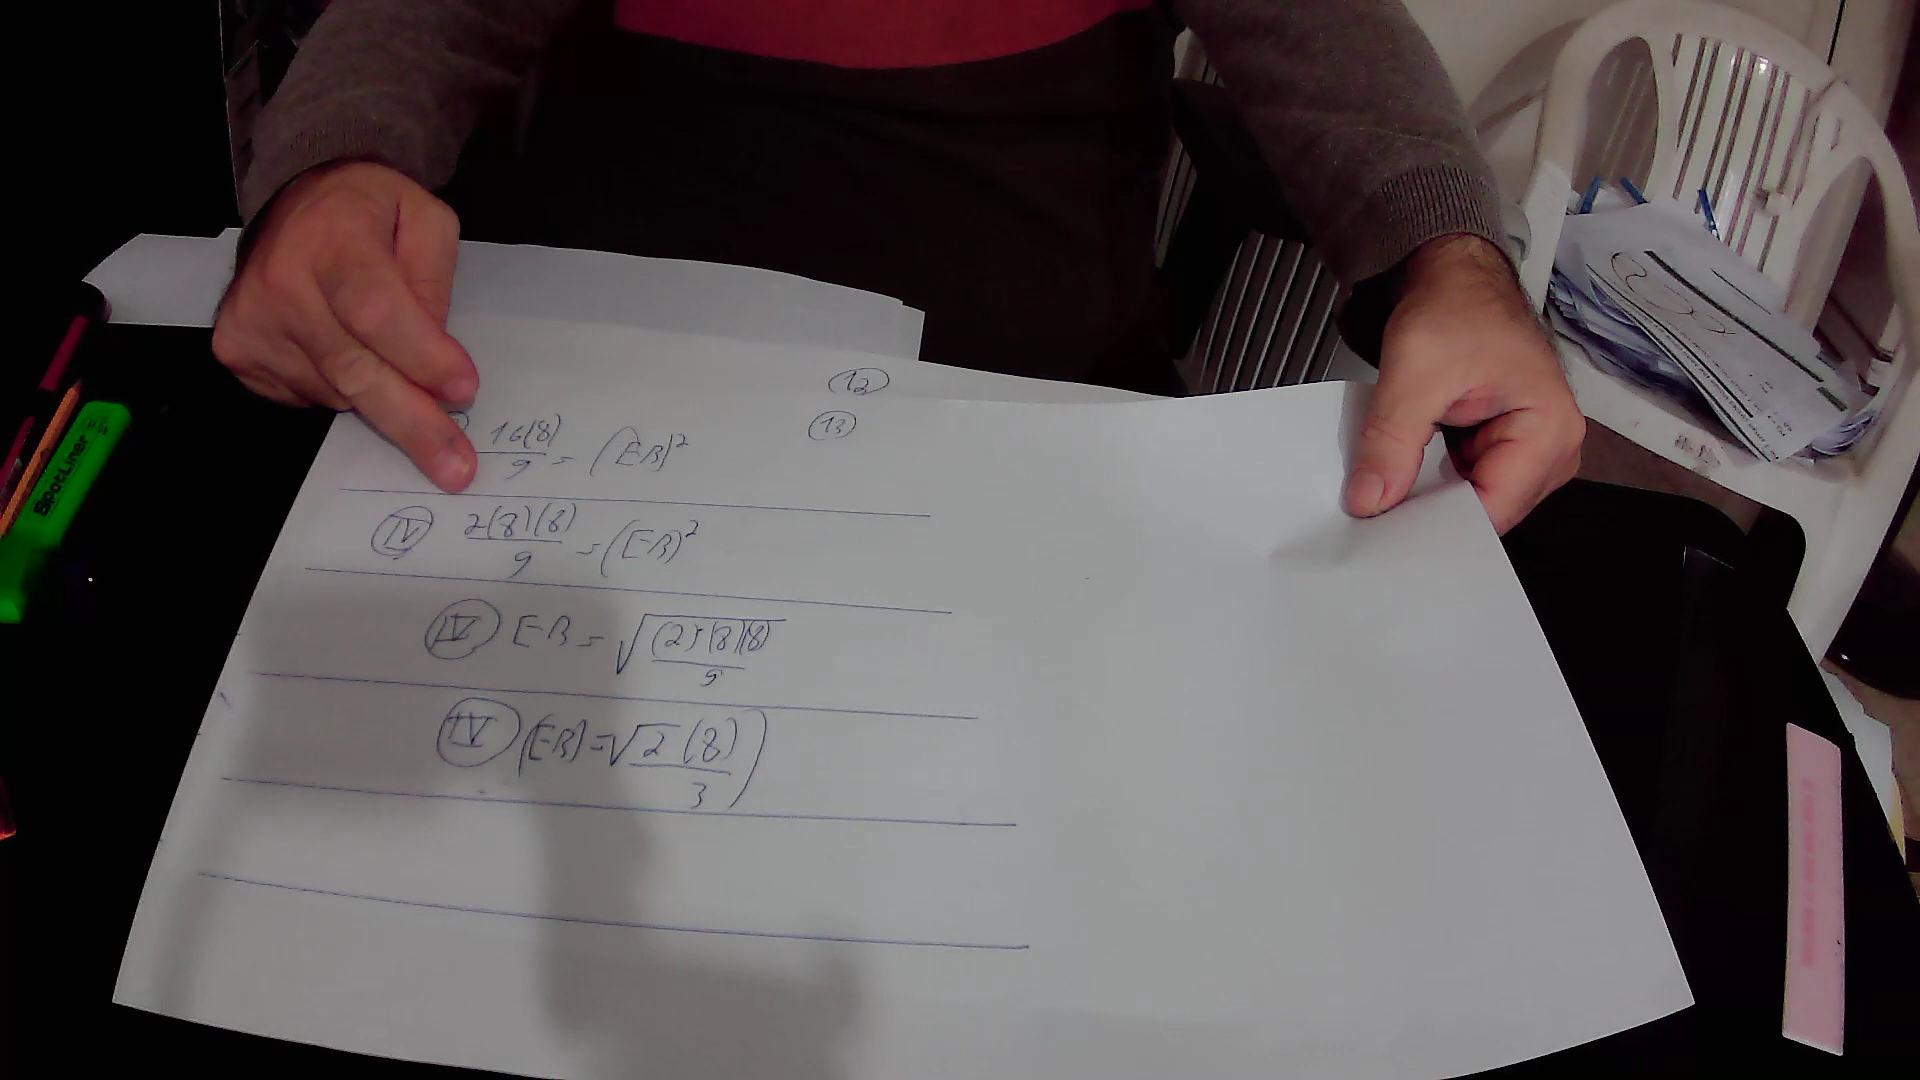 12
13
16(8)/9 = (EB)²
IV 2(8)(8)/9 = (EB)²
IV EB = √((2)(8)(8)/9)
IV (EB) = √2 (8)/3
SpotLiner